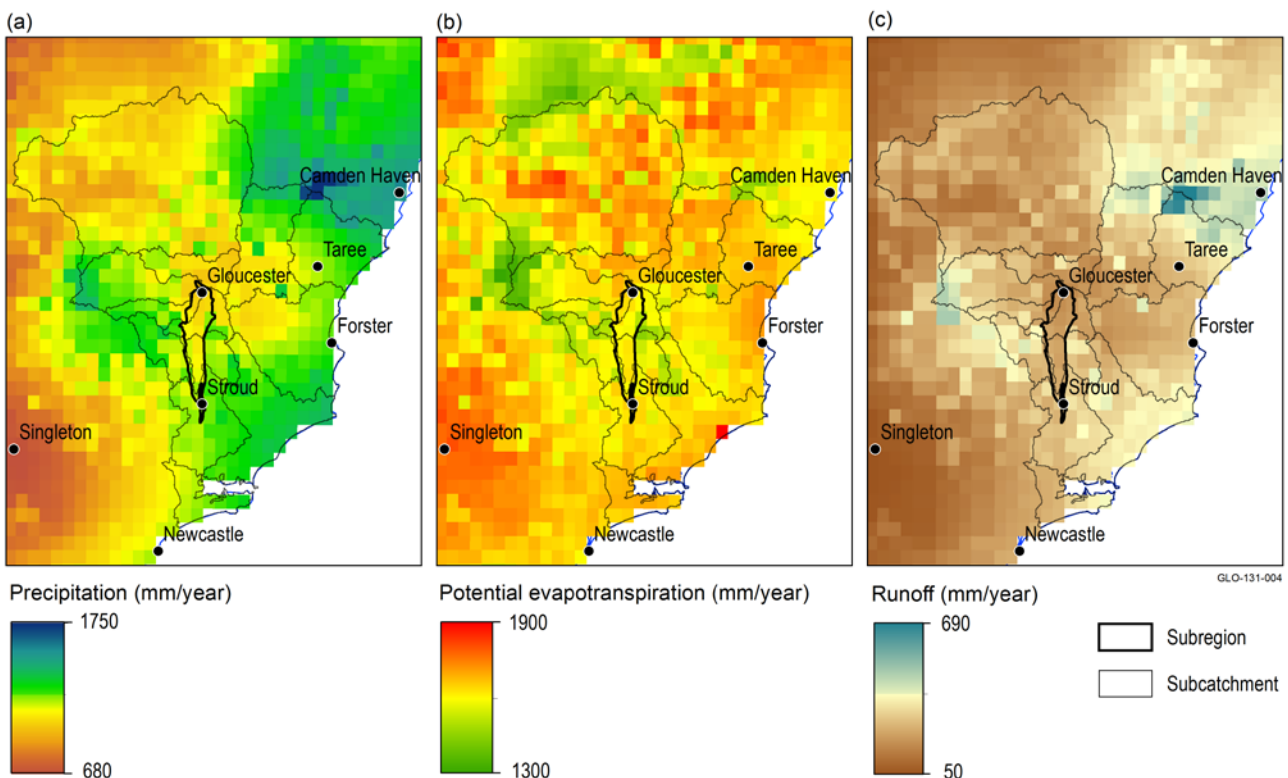 (a)
(b)
(c)
Camden Haven
Taree
Gloucester
Forster
Stroud
Singleton
Newcastle
Camden Haven
Taree
Gloucester
Forster
Stroud
Singleton
Newcastle
Camden Haven
Taree
Gloucester
Forster
Stroud
Singleton
Newcastle
GLO-131-004
Precipitation (mm/year)
1750
680
Potential evapotranspiration (mm/year)
1900
1300
Runoff (mm/year)
690
50
Subregion
Subcatchment